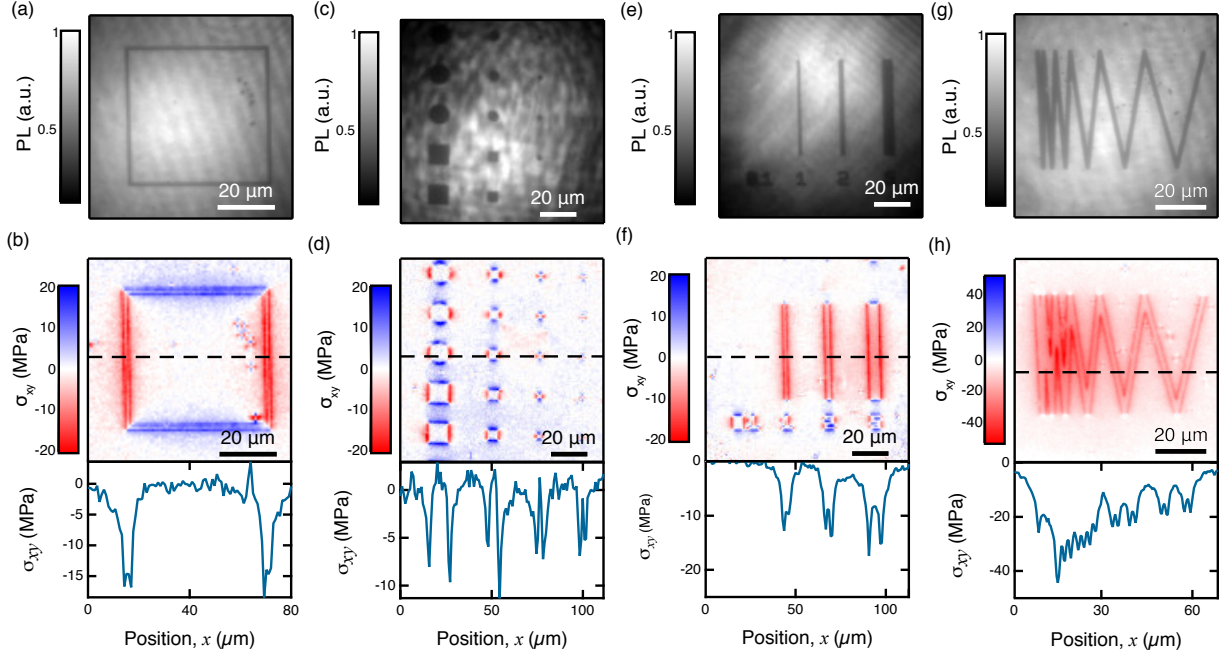 (a)
PL (a.u.)
1
0.5
20 µm
(c)
PL (a.u.)
1
0.5
20 µm
(e)
PL (a.u.)
1
0.5
0.1 1 2
20 µm
(g)
PL (a.u.)
1
0.5
20 µm
(b)
σxy (MPa)
20
10
0
-10
-20
20 µm
σxy (MPa)
0
-5
-10
-15
0 40 80
Position, x (µm)
(d)
σxy (MPa)
20
10
0
-10
-20
20 µm
σxy (MPa)
0
-5
-10
0 50 100
Position, x (µm)
(f)
σxy (MPa)
20
10
0
-10
-20
20 µm
σxy (MPa)
0
-10
-20
0 50 100
Position, x (µm)
(h)
σxy (MPa)
40
20
0
-20
-40
20 µm
σxy (MPa)
0
-20
-40
0 30 60
Position, x (µm)